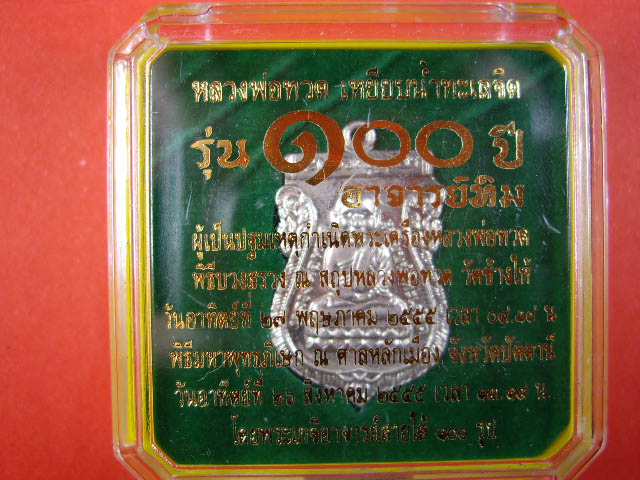 หลวงพ่อทวด เหยียบน้ำทะเลจืด
รุ่น ๑๐๐ ปี
อาจารย์ทิม
ผู้เป็นปฐมเหตุกำเนิดพระเครื่องหลวงพ่อทวด
พิธีบวงสรวง ณ สถูปหลวงพ่อทวด วัดช้างให้
วันอาทิตย์ที่ ๒๗ พฤษภาคม ๒๕๕๕ เวลา ๐๙.๑๙ น
พิธีมหาพุทธภิเษก ณ ศาลหลักเมือง จังหวัดปัตตานี
วันอาทิตย์ที่ ๒๖ สิงหาคม ๒๕๕๕ เวลา ๑๓.๑๙ น.
โดยพระเกจิอาจารย์สายใต้ ๑๐๐ รูป